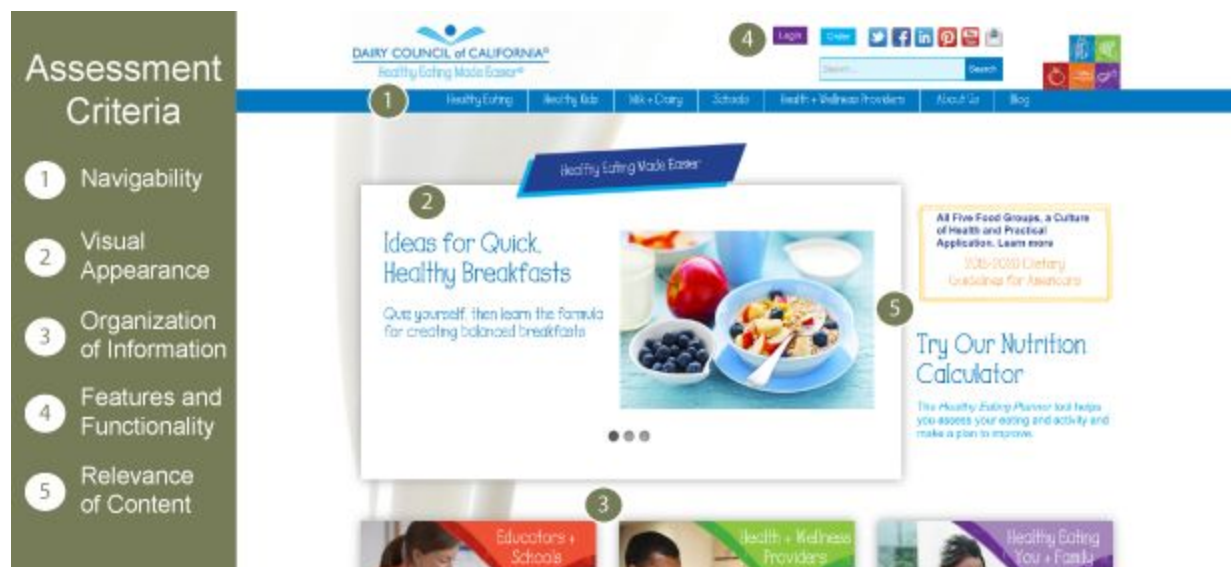 Assessment
Criteria
1 Navigability
2 Visual
Appearance
3 Organization
of Information
4 Features and
Functionality
5 Relevance
of Content
DAIRY COUNCIL of CALIFORNIA®
Healthy Eating Made Easier®
4
Login
Order
Search...
Search
1
Healthy Eating
Healthy Kids
Milk + Dairy
Schools
Health + Wellness Providers
About Us
Blog
Healthy Eating Made Easier
2
Ideas for Quick,
Healthy Breakfasts
Quiz yourself, then learn the formula
for creating balanced breakfasts
5
All Five Food Groups, a Culture
of Health and Practical
Application. Learn more
2015-2020 Dietary
Guidelines for Americans
Try Our Nutrition
Calculator
The Healthy Eating Planner tool helps
you assess your eating and activity and
make a plan to improve.
3
Educators +
Schools
Health + Wellness
Providers
Healthy Eating
You + Family